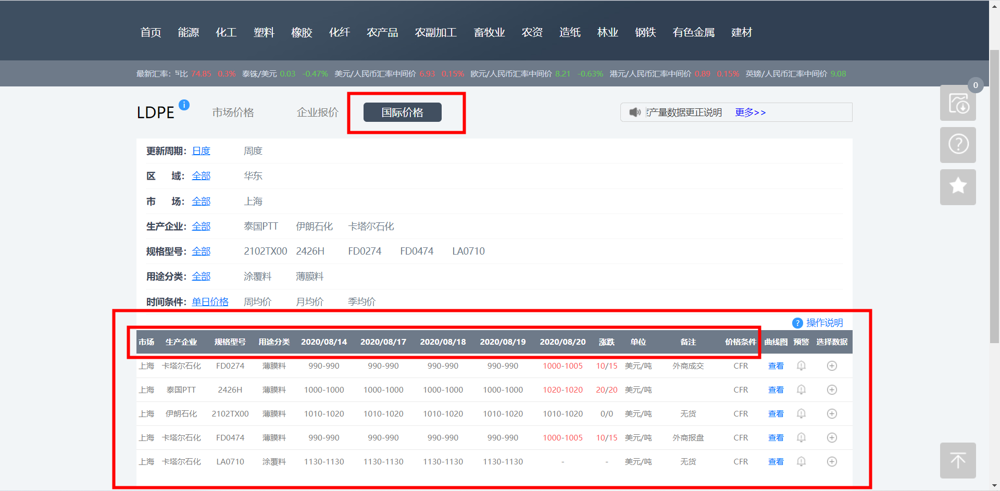 首页 能源 化工 塑料 橡胶 化纤 农产品 农副加工 畜牧业 农资 造纸 林业 钢铁 有色金属 建材
最新汇率: 比 74.85 0.3% 泰铢/美元 0.03 -0.47% 美元/人民币汇率中间价 6.93 0.15% 欧元/人民币汇率中间价 8.21 -0.63% 港元/人民币汇率中间价 0.89 0.15% 英镑/人民币汇率中间价 9.08
0
LDPE i 市场价格 企业报价 国际价格 产量数据更正说明 更多>>
更新周期: 日度 周度
区 域: 全部 华东
市 场: 全部 上海
生产企业: 全部 泰国PTT 伊朗石化 卡塔尔石化
规格型号: 全部 2102TX00 2426H FD0274 FD0474 LA0710
用途分类: 全部 涂覆料 薄膜料
时间条件: 单日价格 周均价 月均价 季均价
? 操作说明
市场 生产企业 规格型号 用途分类 2020/08/14 2020/08/17 2020/08/18 2020/08/19 2020/08/20 涨跌 单位 备注 价格条件 曲线图 预警 选择数据
上海 卡塔尔石化 FD0274 薄膜料 990-990 990-990 990-990 990-990 1000-1005 10/15 美元/吨 外商成交 CFR 查看
上海 泰国PTT 2426H 薄膜料 1000-1000 1000-1000 1000-1000 1000-1000 1020-1020 20/20 美元/吨 CFR 查看
上海 伊朗石化 2102TX00 薄膜料 1010-1020 1010-1020 1010-1020 1010-1020 1010-1020 0/0 美元/吨 无货 CFR 查看
上海 卡塔尔石化 FD0474 薄膜料 990-990 990-990 990-990 990-990 1000-1005 10/15 美元/吨 外商报盘 CFR 查看
上海 卡塔尔石化 LA0710 涂覆料 1130-1130 1130-1130 1130-1130 1130-1130 - - 美元/吨 无货 CFR 查看